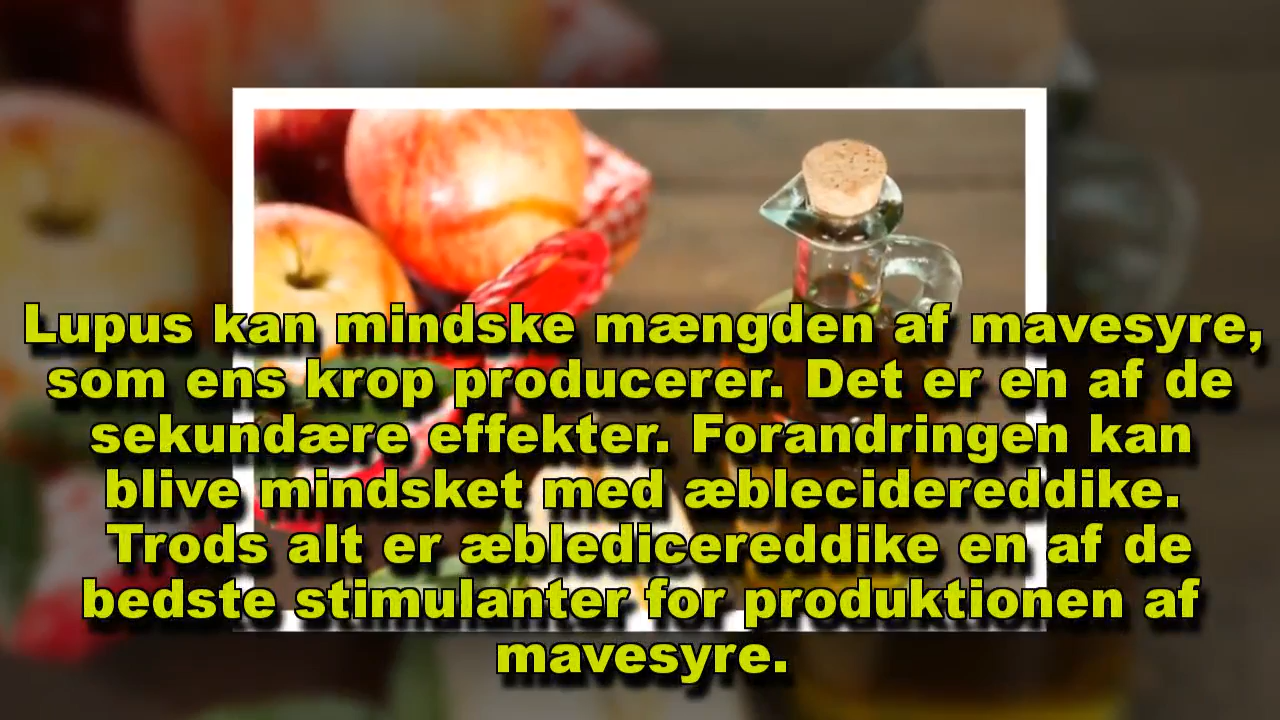 Lupus kan mindske mængden af mavesyre,
som ens krop producerer. Det er en af de
sekundære effekter. Forandringen kan
blive mindsket med æblecidereddike.
Trods alt er æbledicereddike en af de
bedste stimulanter for produktionen af
mavesyre.